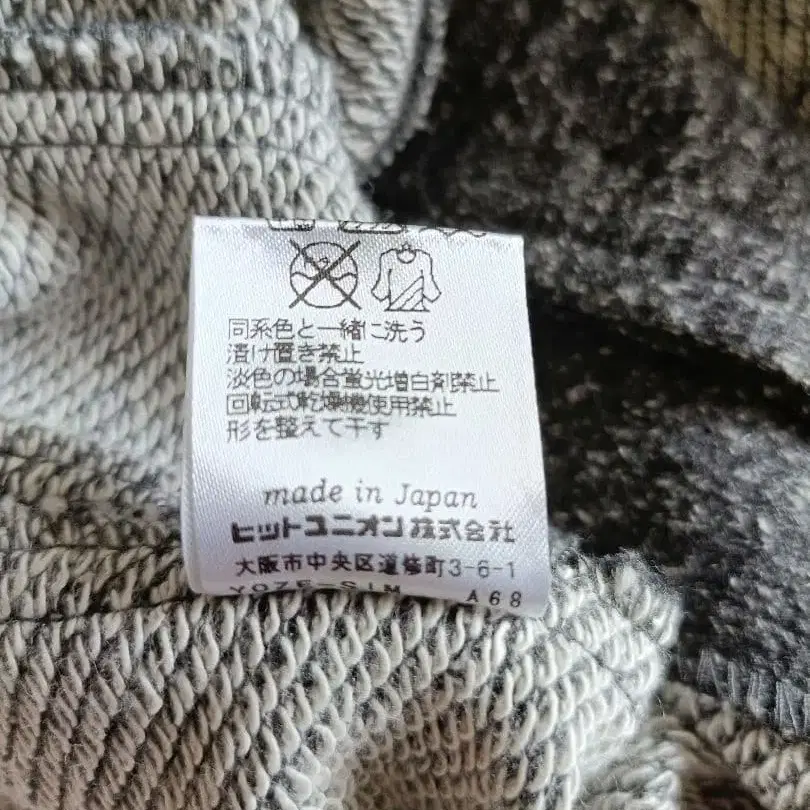 同系色と一緒に洗う
漬け置き禁止
淡色の場合蛍光増白剤禁止
回転式乾燥機使用禁止
形を整えて干す
made in Japan
ヒットユニオン株式会社
大阪市中央区道修町3-6-1
A68